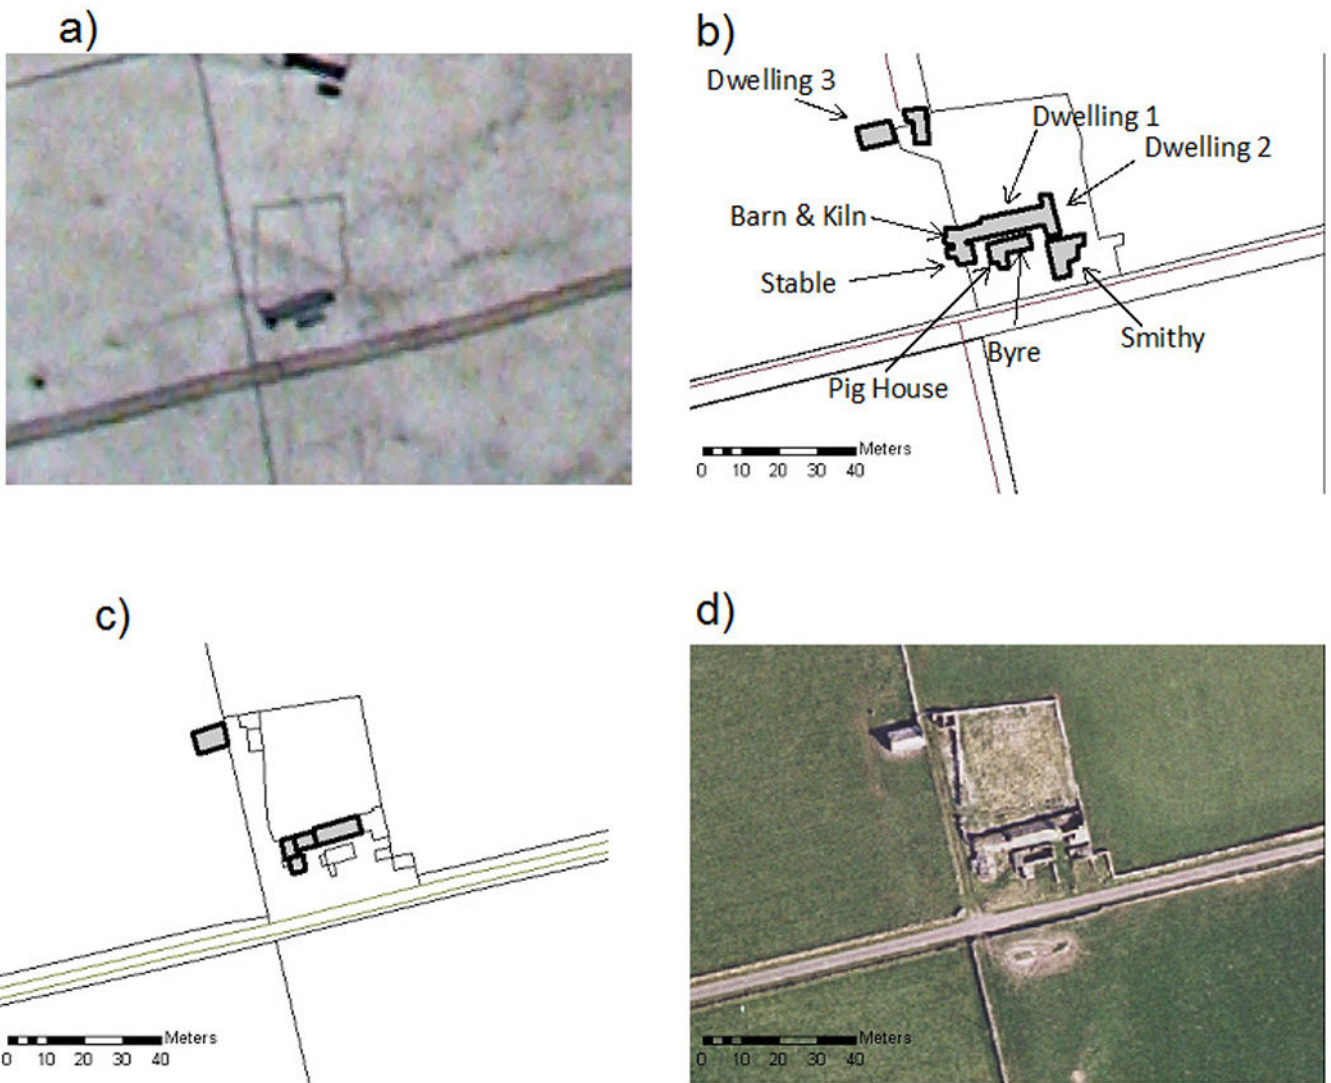 a)
b)
Dwelling 3
Dwelling 1
Dwelling 2
Barn & Kiln
Stable
Smithy
Byre
Pig House
Meters
0 10 20 30 40
c)
d)
Meters
0 10 20 30 40
Meters
0 10 20 30 40